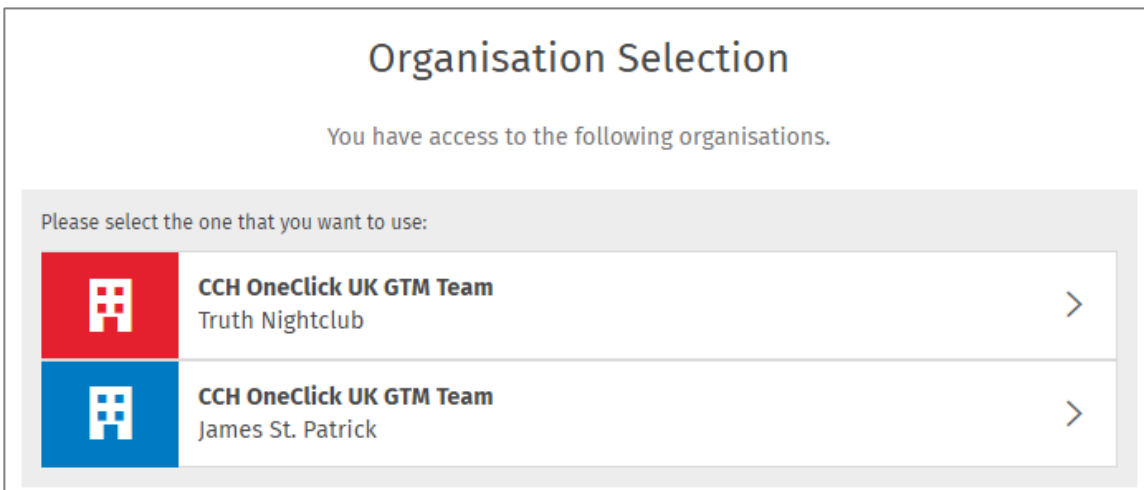 Organisation Selection
You have access to the following organisations.
Please select the one that you want to use:
CCH OneClick UK GTM Team
Truth Nightclub
CCH OneClick UK GTM Team
James St. Patrick